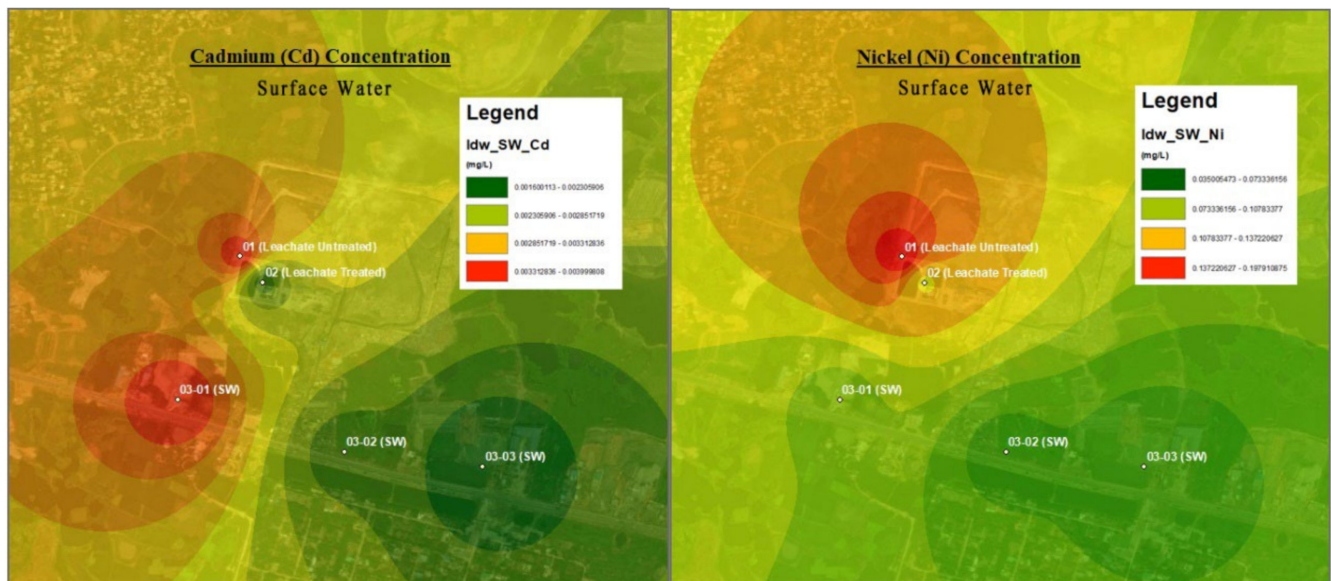 Cadmium (Cd) Concentration
Surface Water
Legend
Idw_SW_Cd
(mg/L)
0.001608113 - 0.002305906
0.002305906 - 0.002851719
0.002851719 - 0.003312836
0.003312836 - 0.003999808
01 (Leachate Untreated)
02 (Leachate Treated)
03-01 (SW)
03-02 (SW)
03-03 (SW)
Nickel (Ni) Concentration
Surface Water
Legend
Idw_SW_Ni
(mg/L)
0.035005473 - 0.073336156
0.073336156 - 0.10783377
0.10783377 - 0.137220627
0.137220627 - 0.197910875
01 (Leachate Untreated)
02 (Leachate Treated)
03-01 (SW)
03-02 (SW)
03-03 (SW)